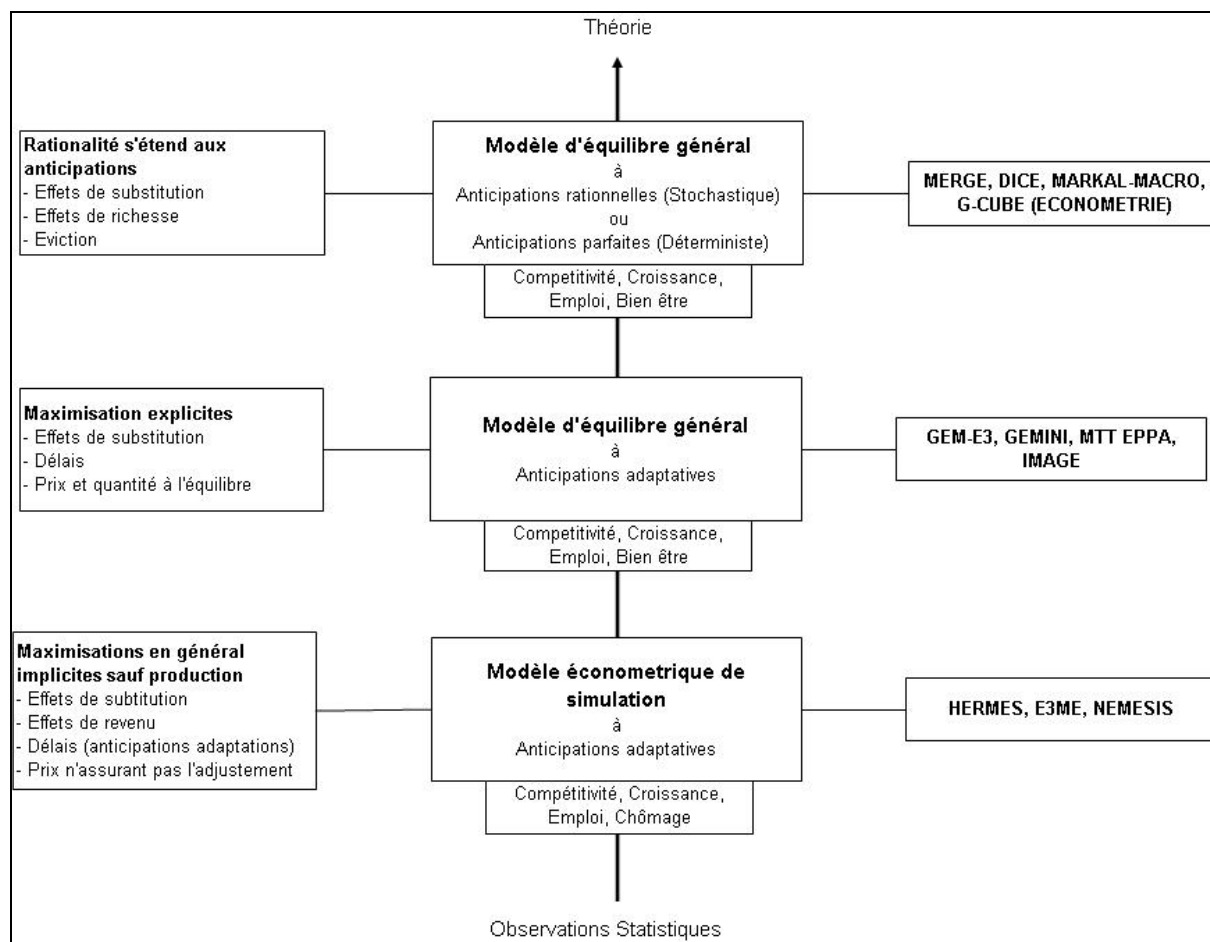 Théorie
Rationalité s'étend aux
anticipations
- Effets de substitution
- Effets de richesse
- Eviction
Modèle d'équilibre général
à
Anticipations rationnelles (Stochastique)
ou
Anticipations parfaites (Déterministe)
Competitivité, Croissance,
Emploi, Bien être
MERGE, DICE, MARKAL-MACRO,
G-CUBE (ECONOMETRIE)
Maximisation explicites
- Effets de substitution
- Délais
- Prix et quantité à l'équilibre
Modèle d'équilibre général
à
Anticipations adaptatives
Competitivité, Croissance,
Emploi, Bien être
GEM-E3, GEMINI, MTT EPPA,
IMAGE
Maximisations en général
implicites sauf production
- Effets de subtitution
- Effets de revenu
- Délais (anticipations adaptations)
- Prix n'assurant pas l'adjustement
Modèle économetrique de
simulation
à
Anticipations adaptatives
Compétitivité, Croissance,
Emploi, Chômage
HERMES, E3ME, NEMESIS
Observations Statistiques